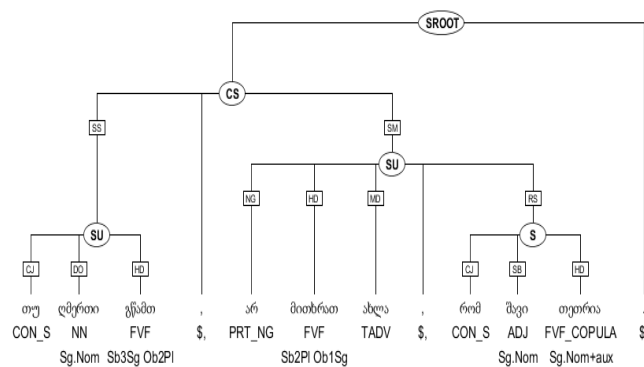 SROOT
CS
SS SM
SU
NG HD MD RS
SU S
CJ DO HD CJ SB HD
თუ ღმერთი გწამთ , არ მითხრათ ახლა , რომ შავი თეთრია
CON_S NN FVF $, PRT_NG FVF TADV $, CON_S ADJ FVF_COPULA $
Sg.Nom Sb3Sg Ob2Pl Sb2Pl Ob1Sg Sg.Nom Sg.Nom+aux